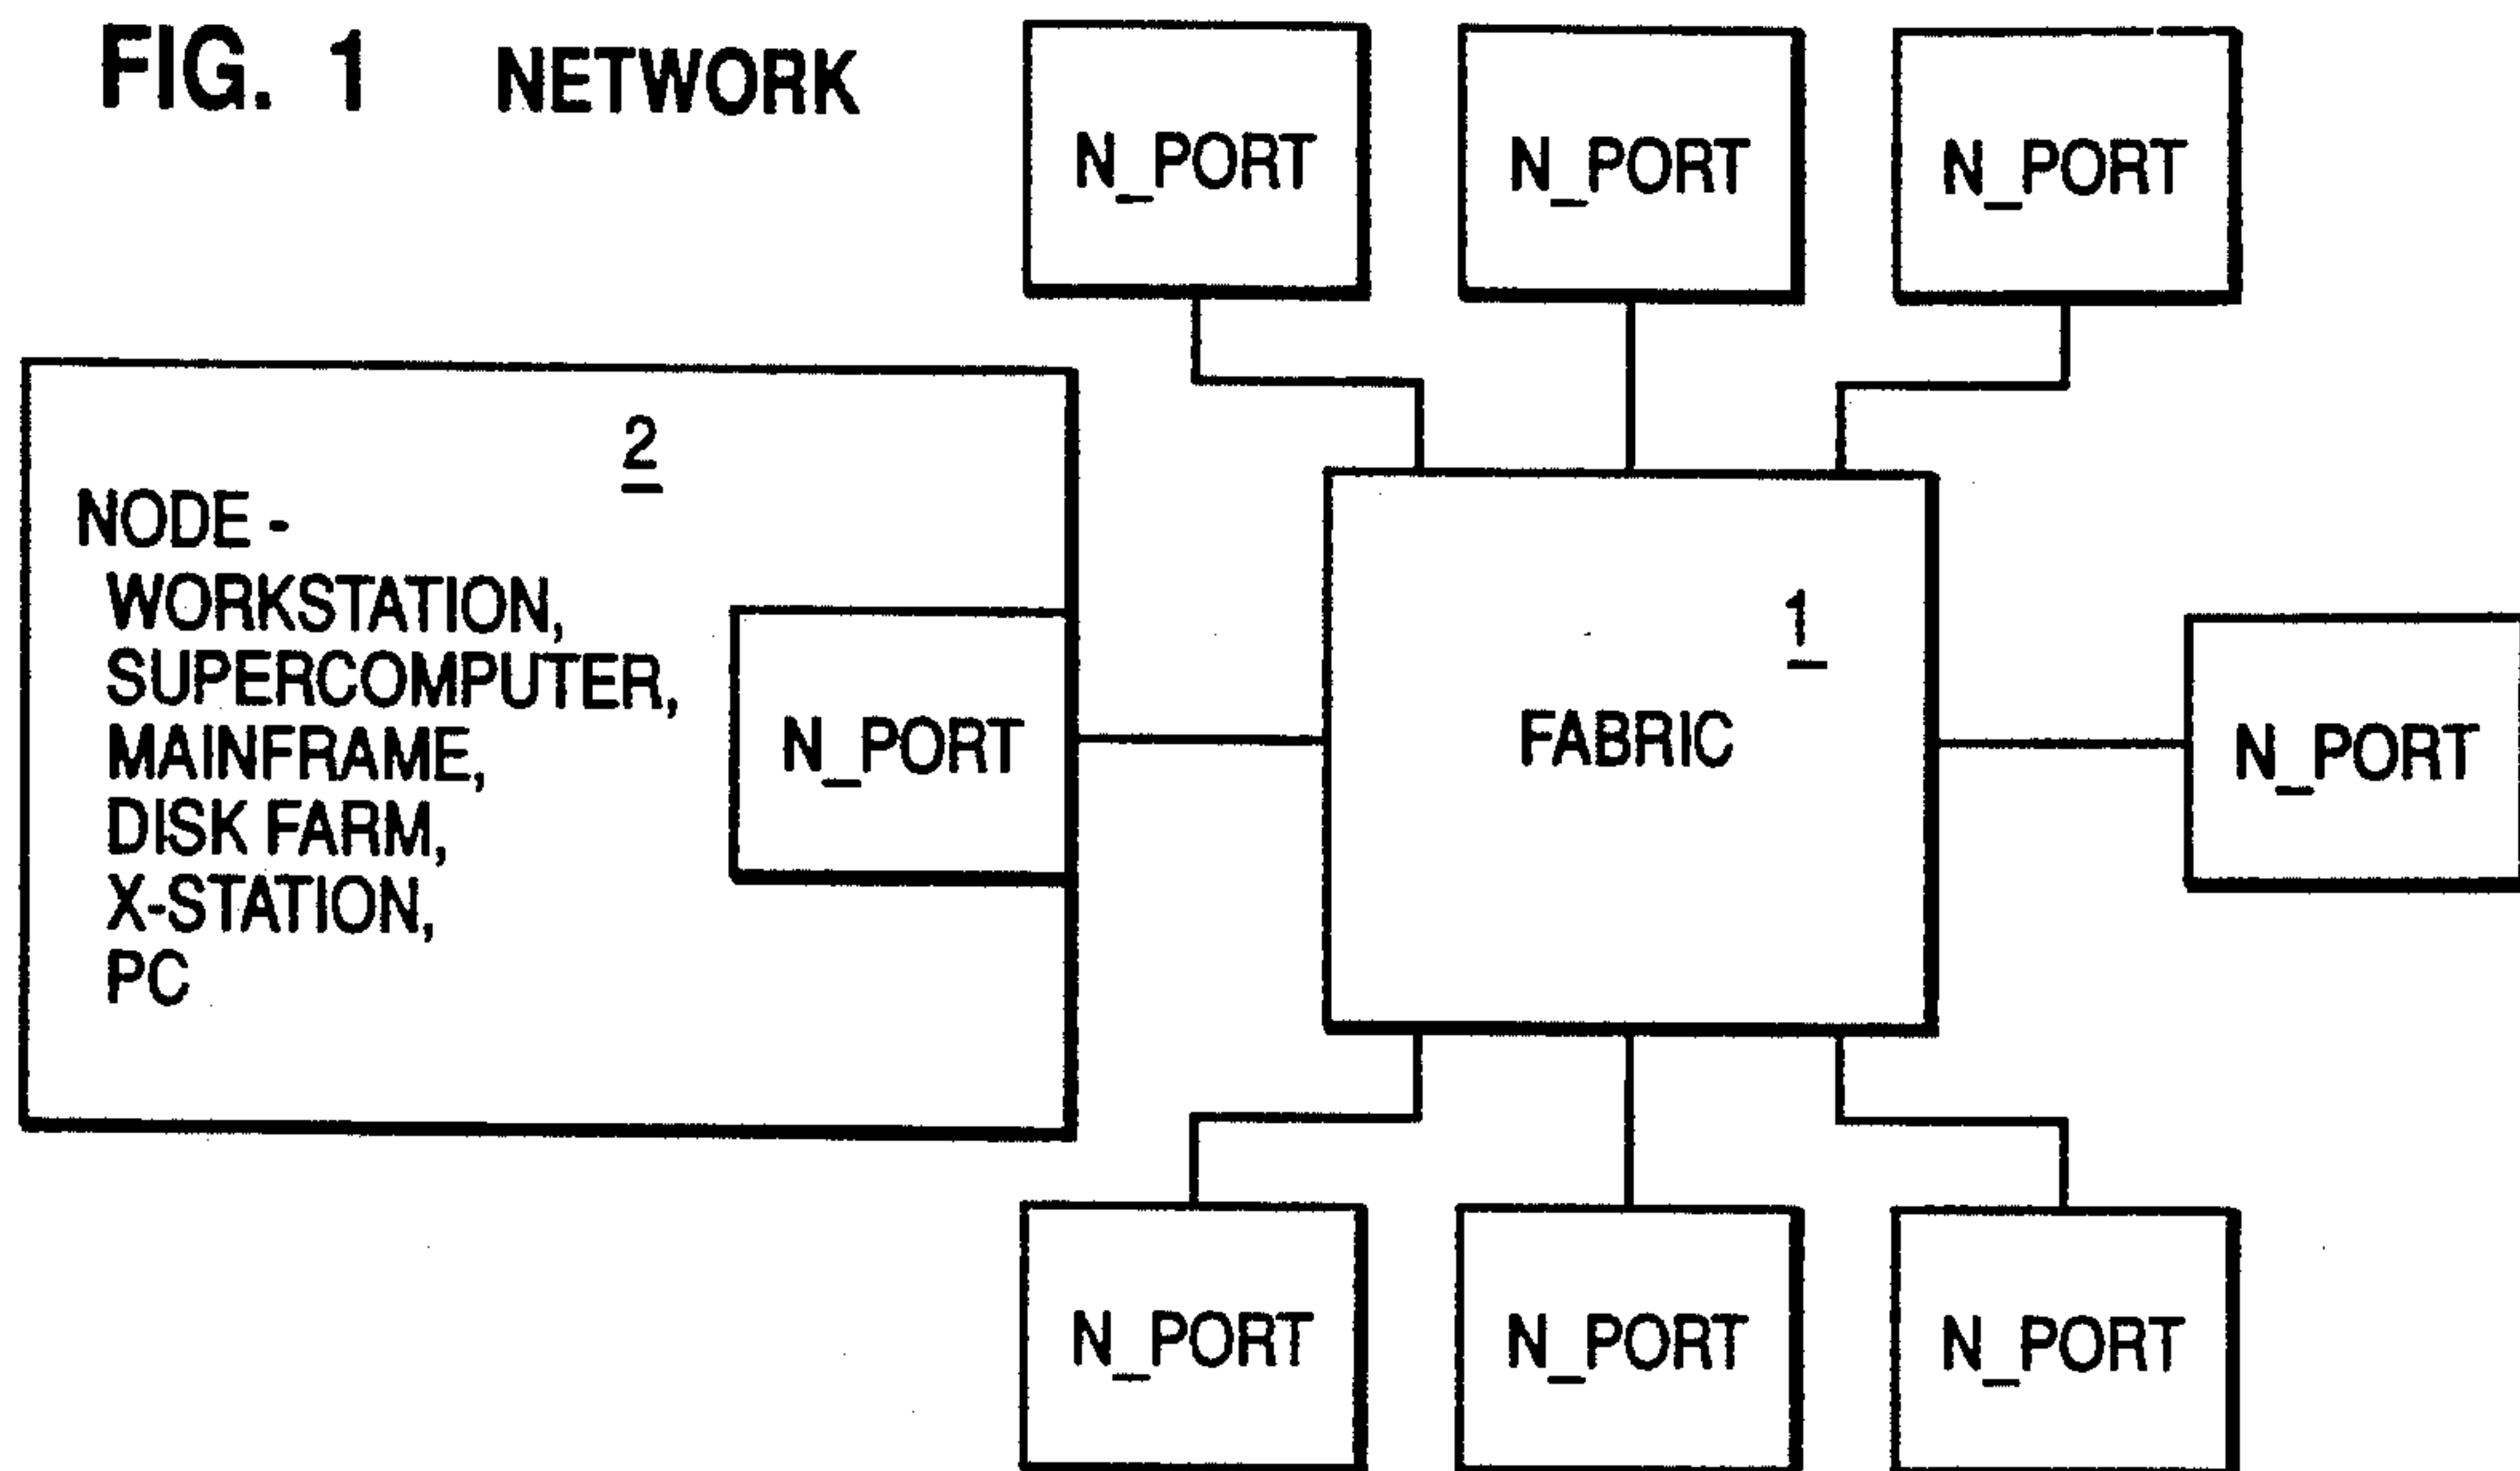 FIG. 1 NETWORK
N_PORT N_PORT N_PORT
2
NODE -
WORKSTATION,
SUPERCOMPUTER,
MAINFRAME,
DISK FARM,
X-STATION,
PC
N_PORT
1
FABRIC
N_PORT
N_PORT N_PORT N_PORT